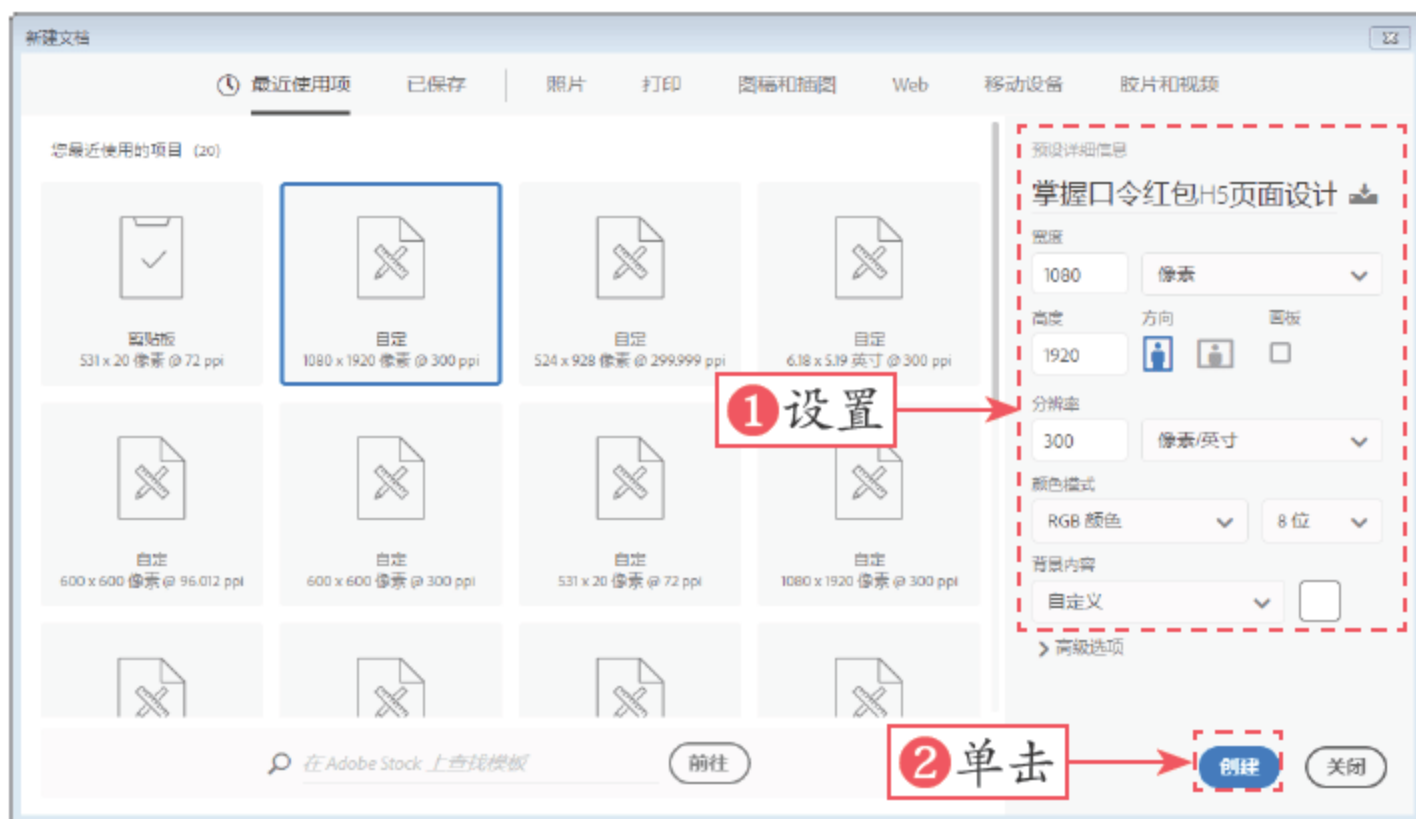 新建文档
最近使用项 已保存 照片 打印 图稿和插图 Web 移动设备 胶片和视频
您最近使用的项目 (20)
剪贴板
531 x 20 像素 @ 72 ppi
自定
1080 x 1920 像素 @ 300 ppi
自定
524 x 928 像素 @ 299.999 ppi
自定
6.18 x 5.19 英寸 @ 300 ppi
自定
600 x 600 像素 @ 96.012 ppi
自定
600 x 600 像素 @ 300 ppi
自定
531 x 20 像素 @ 72 ppi
自定
1080 x 1920 像素 @ 300 ppi
在 Adobe Stock 上查找模板
前往
预设详细信息
掌握口令红包H5页面设计
宽度
1080 像素
高度 方向 画板
1920
分辨率
300 像素/英寸
颜色模式
RGB 颜色 8 位
背景内容
自定义
高级选项
1 设置
2 单击
创建 关闭